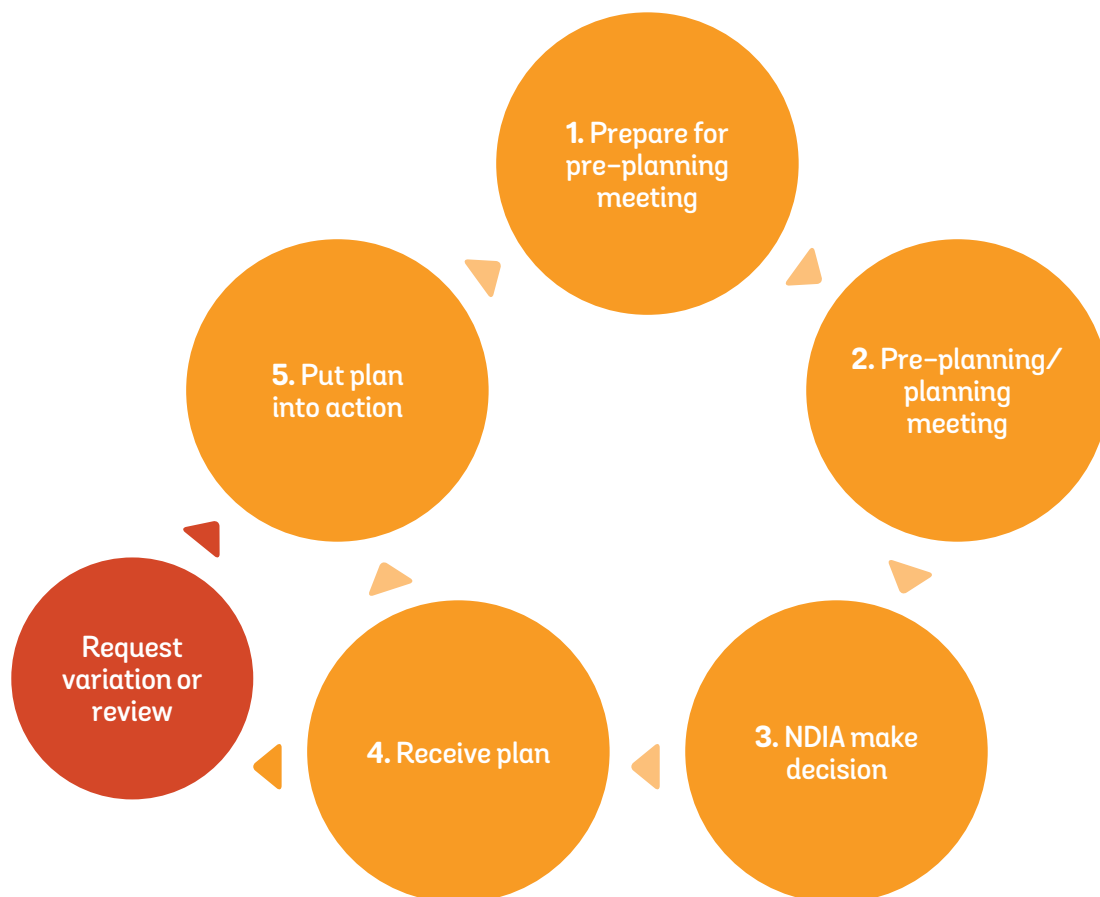 1. Prepare for
pre-planning
meeting
2. Pre-planning/
planning
meeting
3. NDIA make
decision
4. Receive plan
5. Put plan
into action
Request
variation or
review